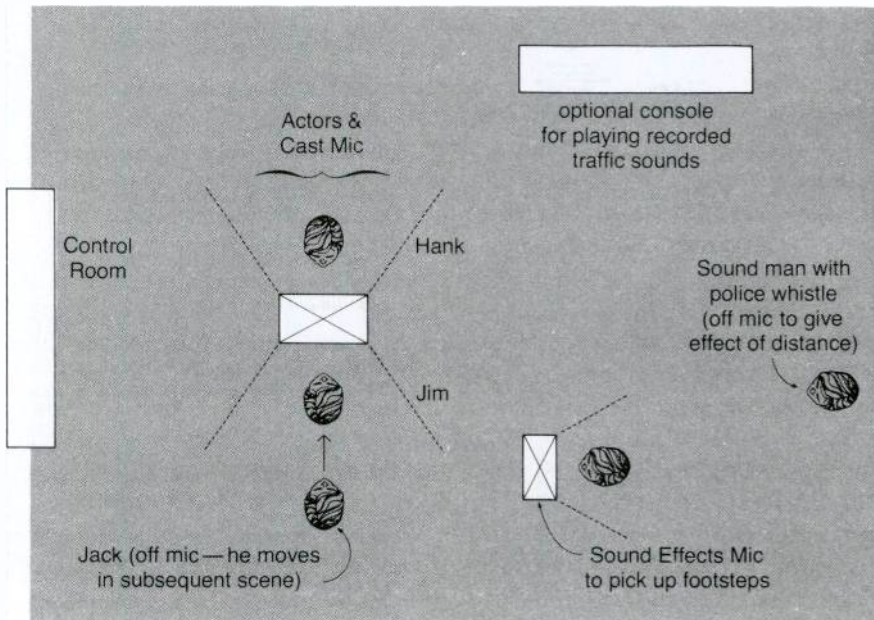 optional console
for playing recorded
traffic sounds
Actors &
Cast Mic
Control
Room
Hank
Sound man with
police whistle
(off mic to give
effect of distance)
Jim
Jack (off mic — he moves
in subsequent scene)
Sound Effects Mic
to pick up footsteps